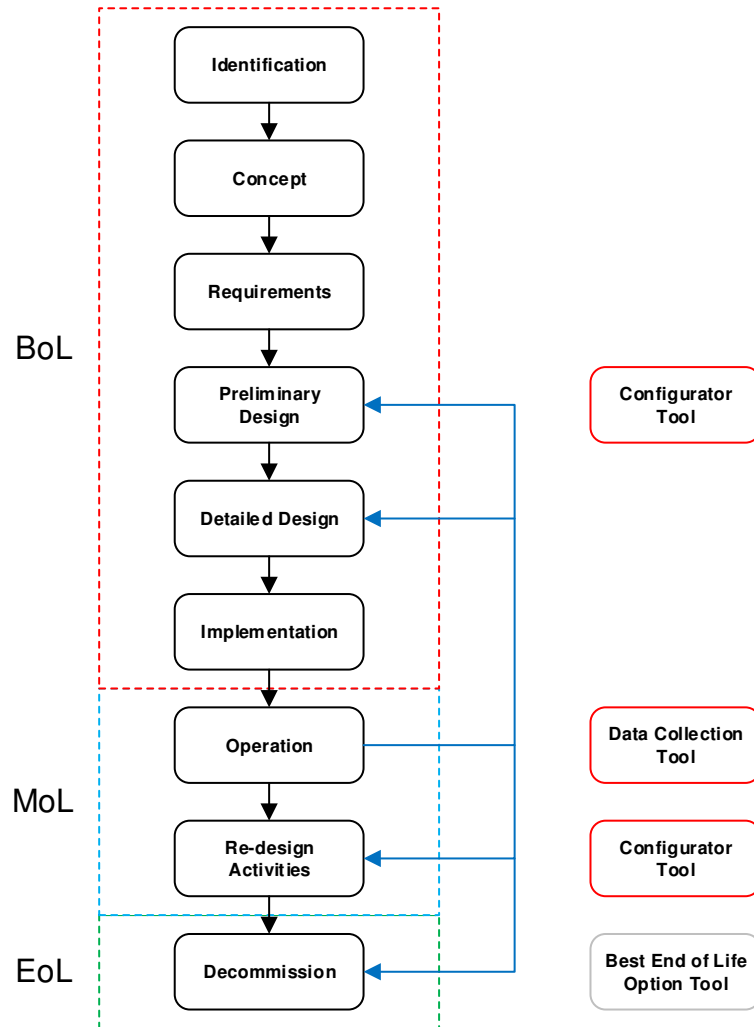 Identification
Concept
Requirements
BoL
Preliminary
Design
Configurator
Tool
Detailed Design
Implementation
Operation
Data Collection
Tool
MoL
Re-design
Activities
Configurator
Tool
EoL
Decommission
Best End of Life
Option Tool